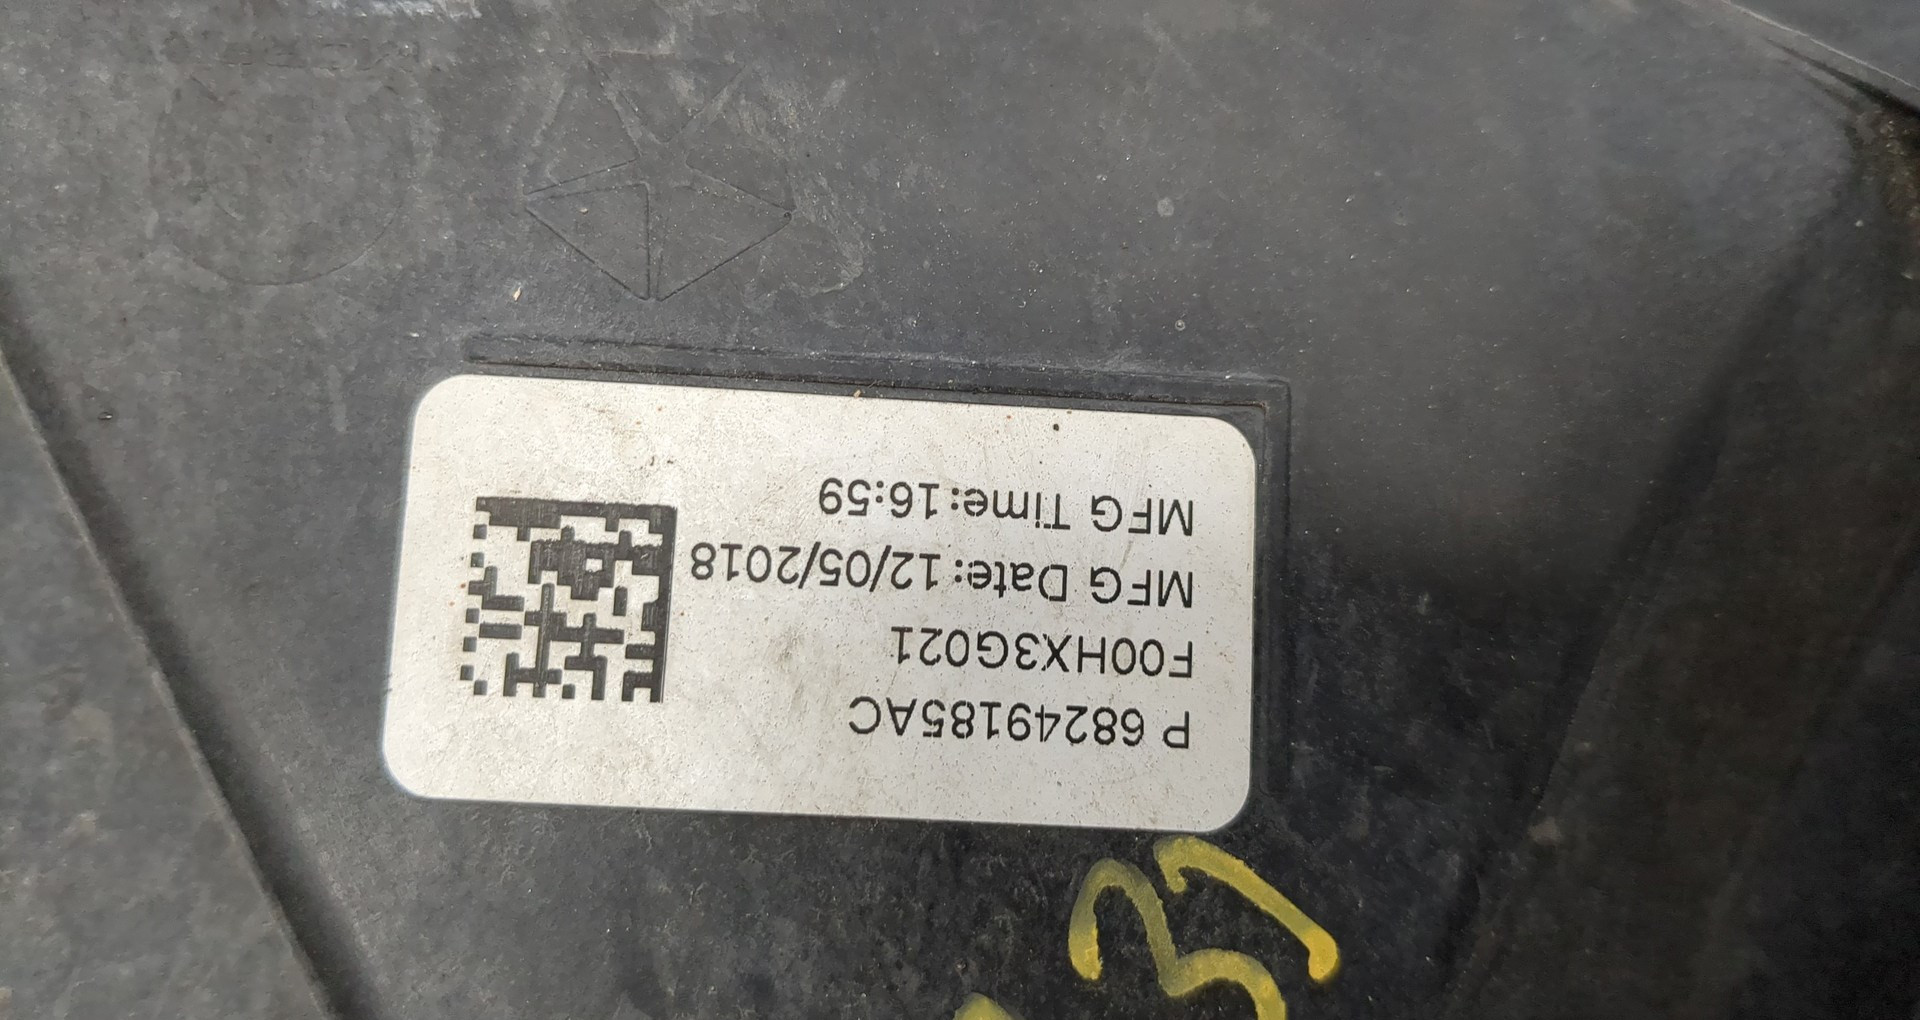 P 68249185AC
F00HX3G021
MFG Date: 12/05/2018
MFG Time: 16:59